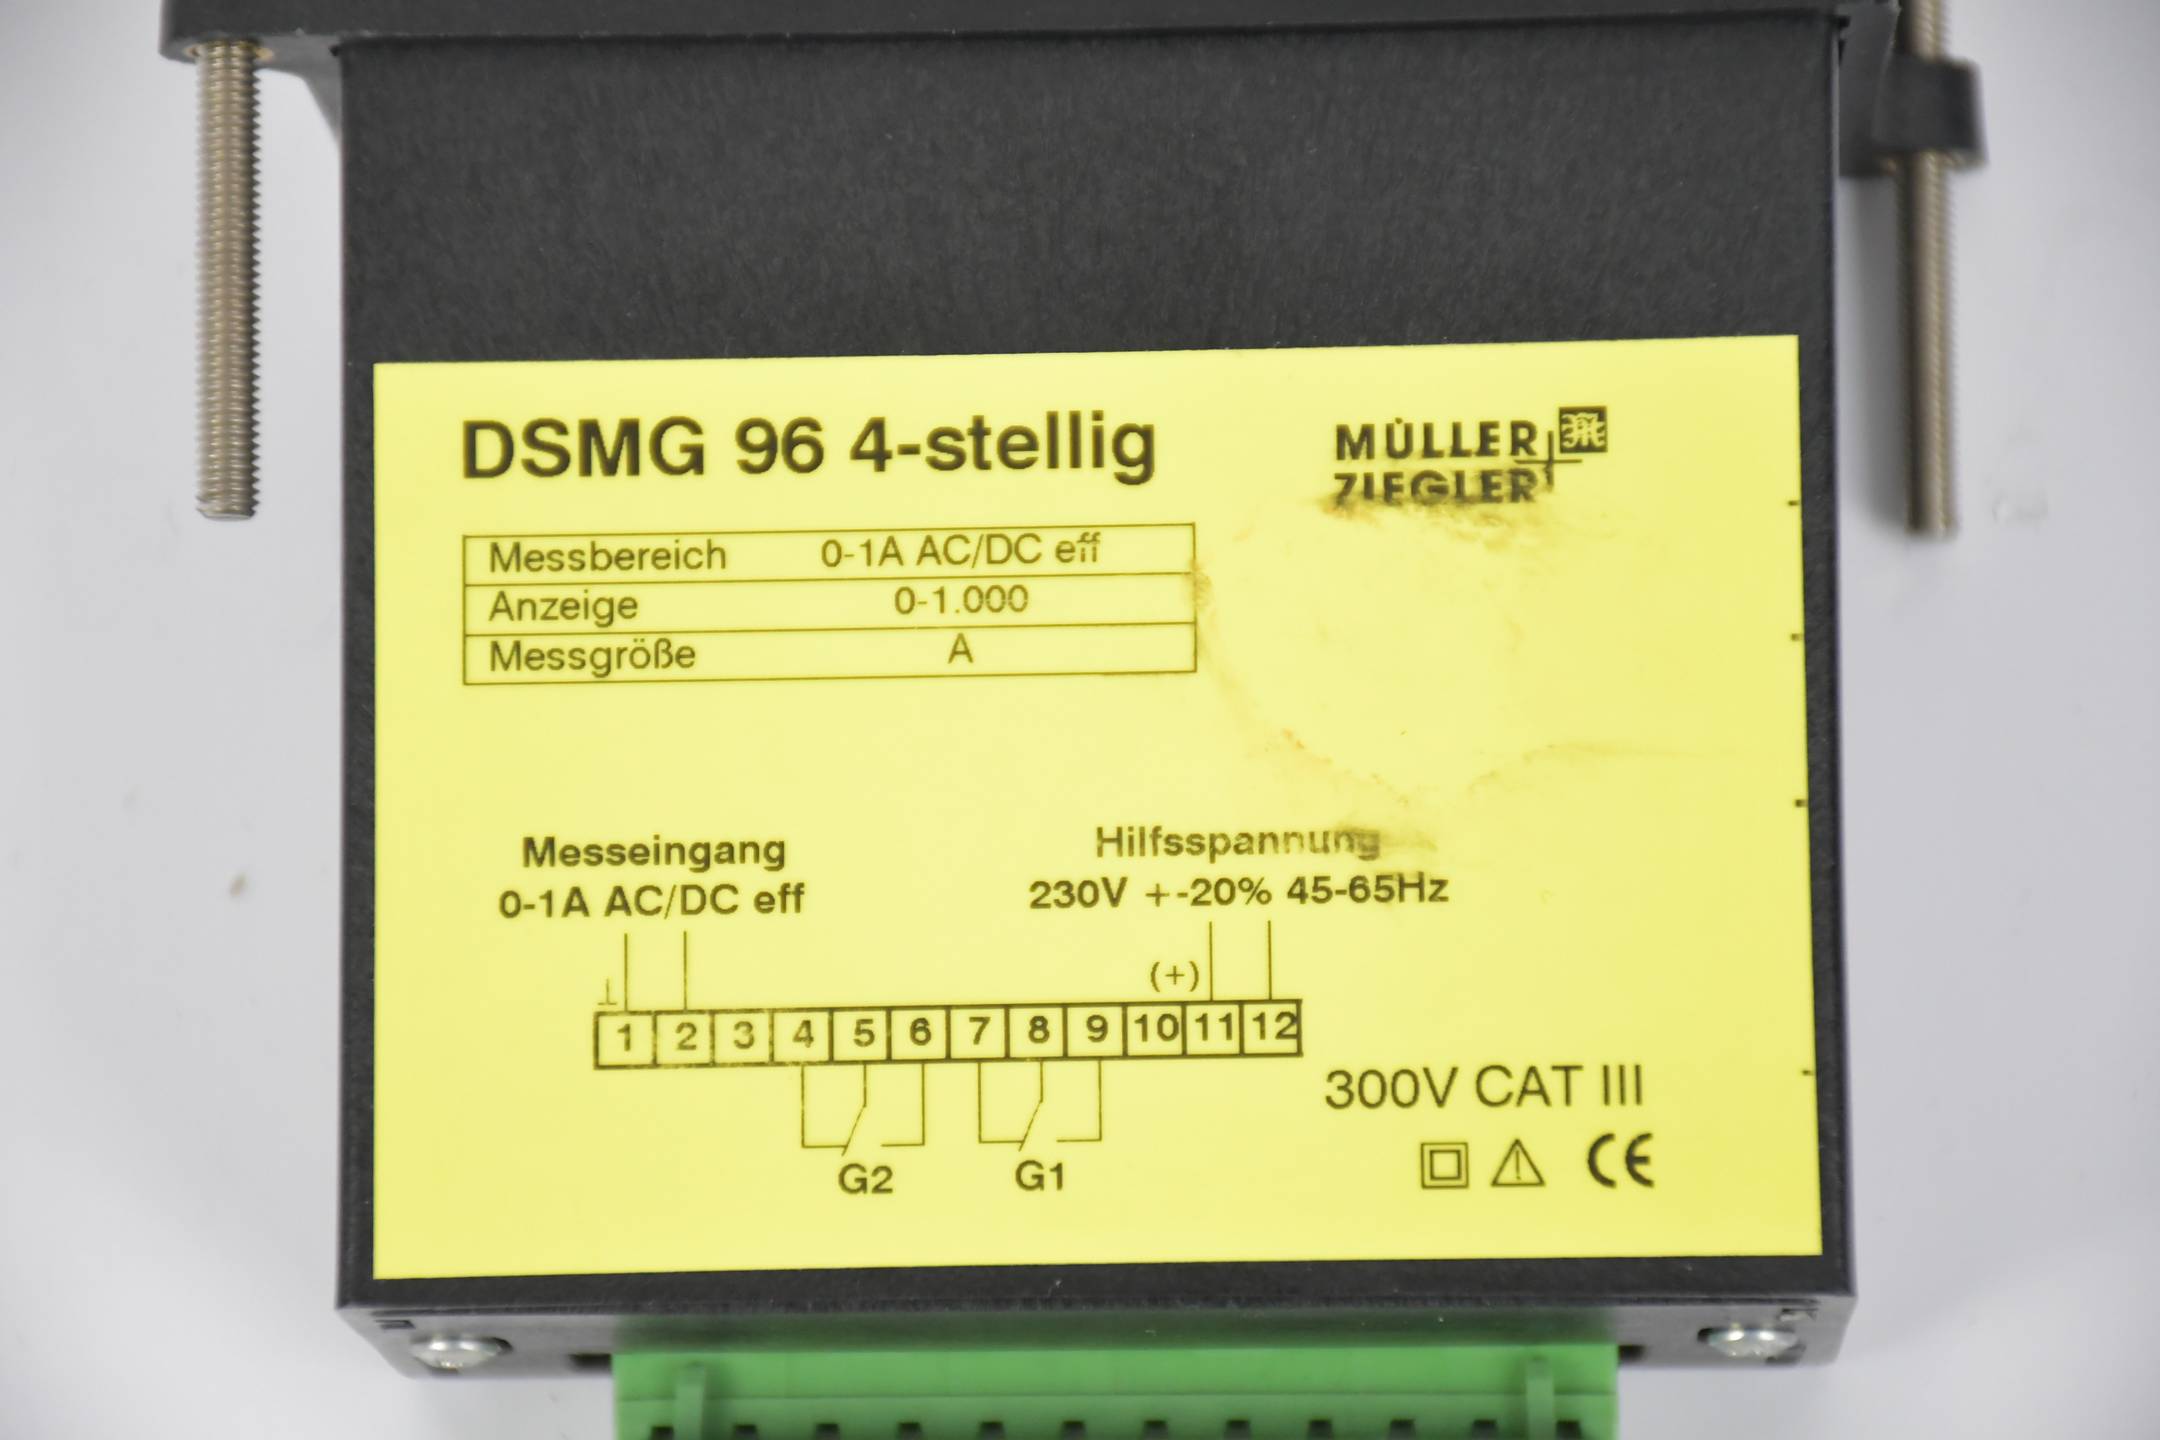 DSMG 96 4-stellig
MÜLLER
ZIEGLER
Messbereich 0-1A AC/DC eff
Anzeige 0-1.000
Messgröße A
Messeingang
0-1A AC/DC eff
Hilfsspannung
230V +-20% 45-65Hz
(+)
1 2 3 4 5 6 7 8 9 10 11 12
G2 G1
300V CAT III
CE